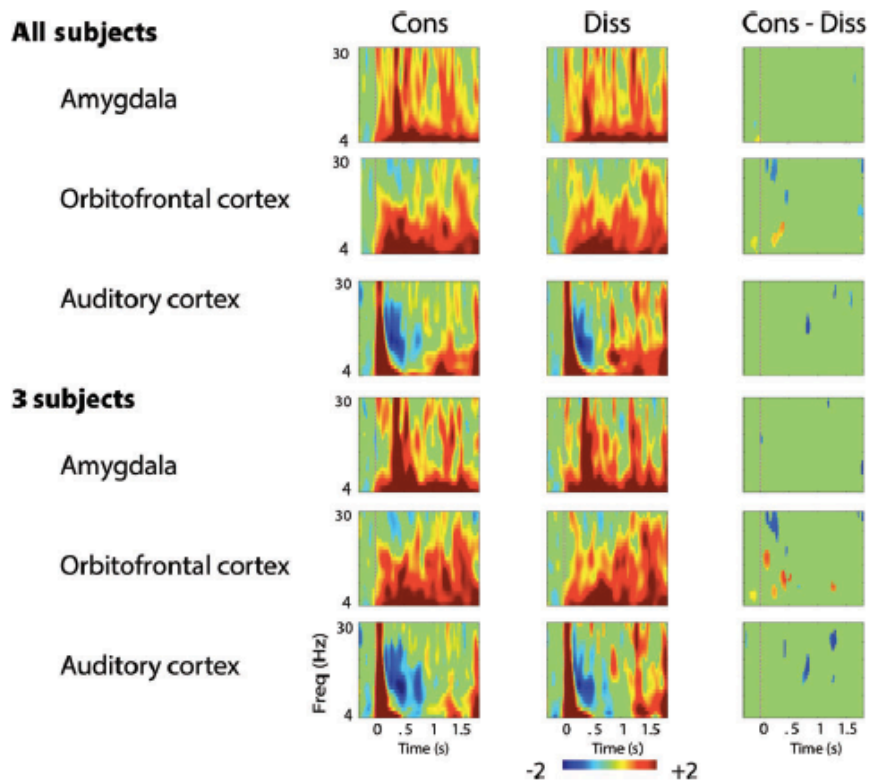 Cons Diss Cons - Diss
All subjects
30
Amygdala
4
30
Orbitofrontal cortex
4
30
Auditory cortex
4
3 subjects
30
Amygdala
4
30
Orbitofrontal cortex
4
30
Auditory cortex
Freq (Hz)
4
0 .5 1 1.5 0 .5 1 1.5 0 .5 1 1.5
Time (s) Time (s) Time (s)
-2 +2